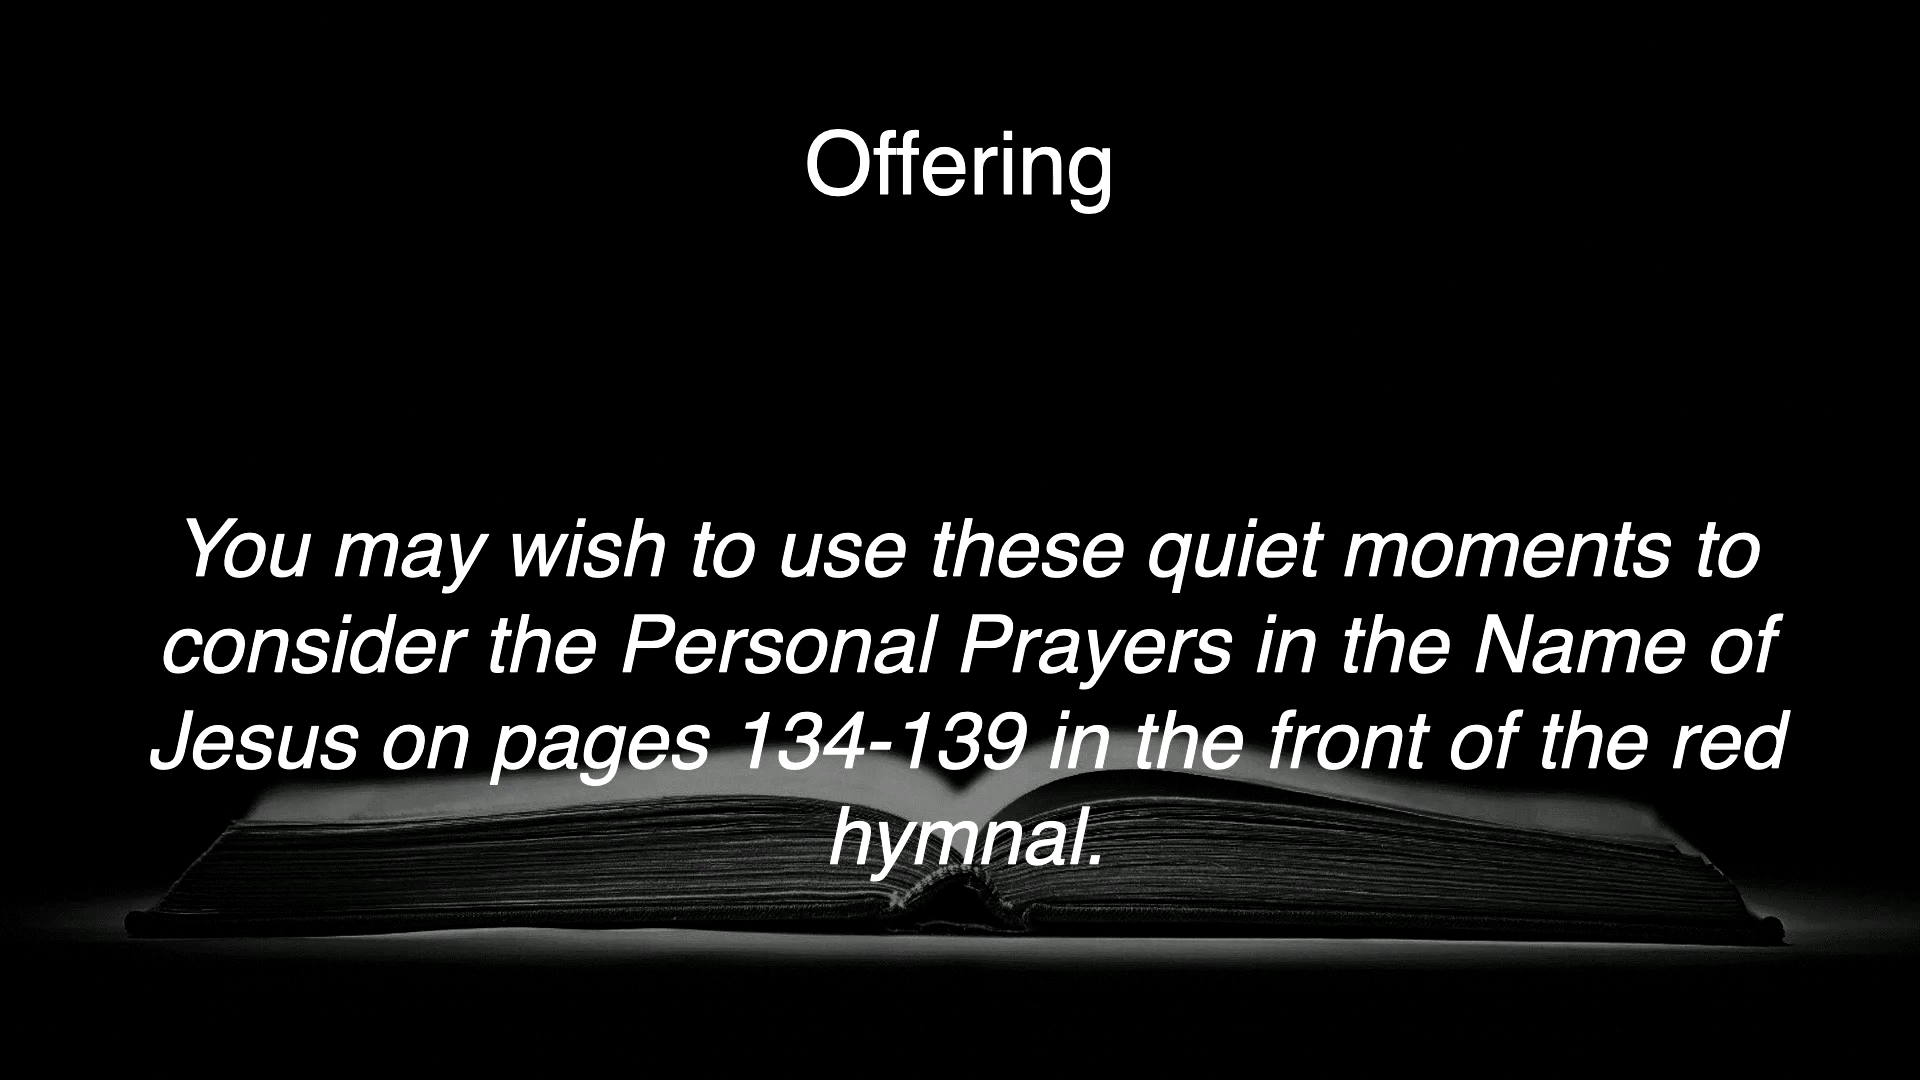 Offering
You may wish to use these quiet moments to
consider the Personal Prayers in the Name of
Jesus on pages 134-139 in the front of the red
hymnal.